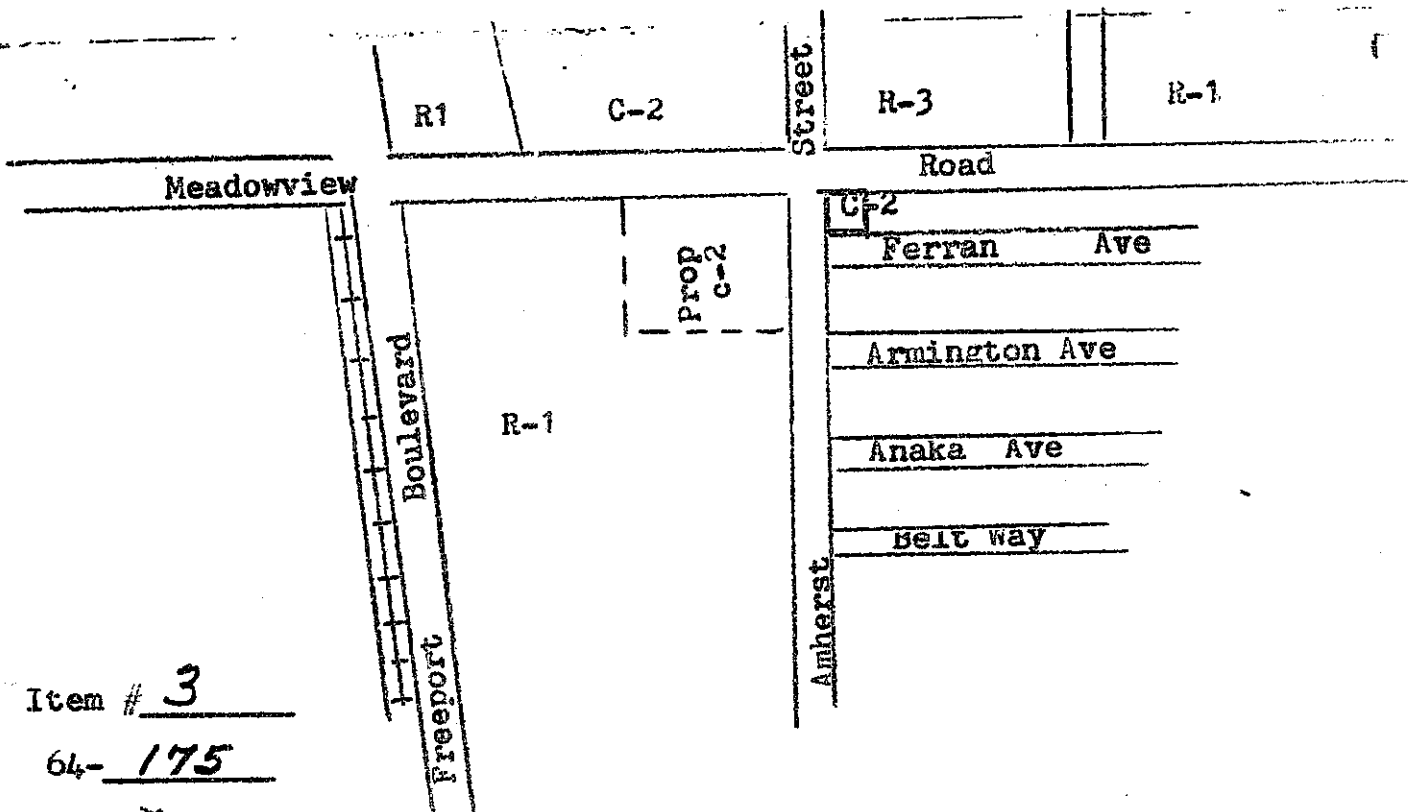 R1
C-2
Street
R-3
R-1
Meadowview
Road
C-2
Ferran Ave
Prop
c-2
Armington Ave
Boulevard
R-1
Anaka Ave
Belt Way
Amherst
Freeport
Item # 3
64- 175